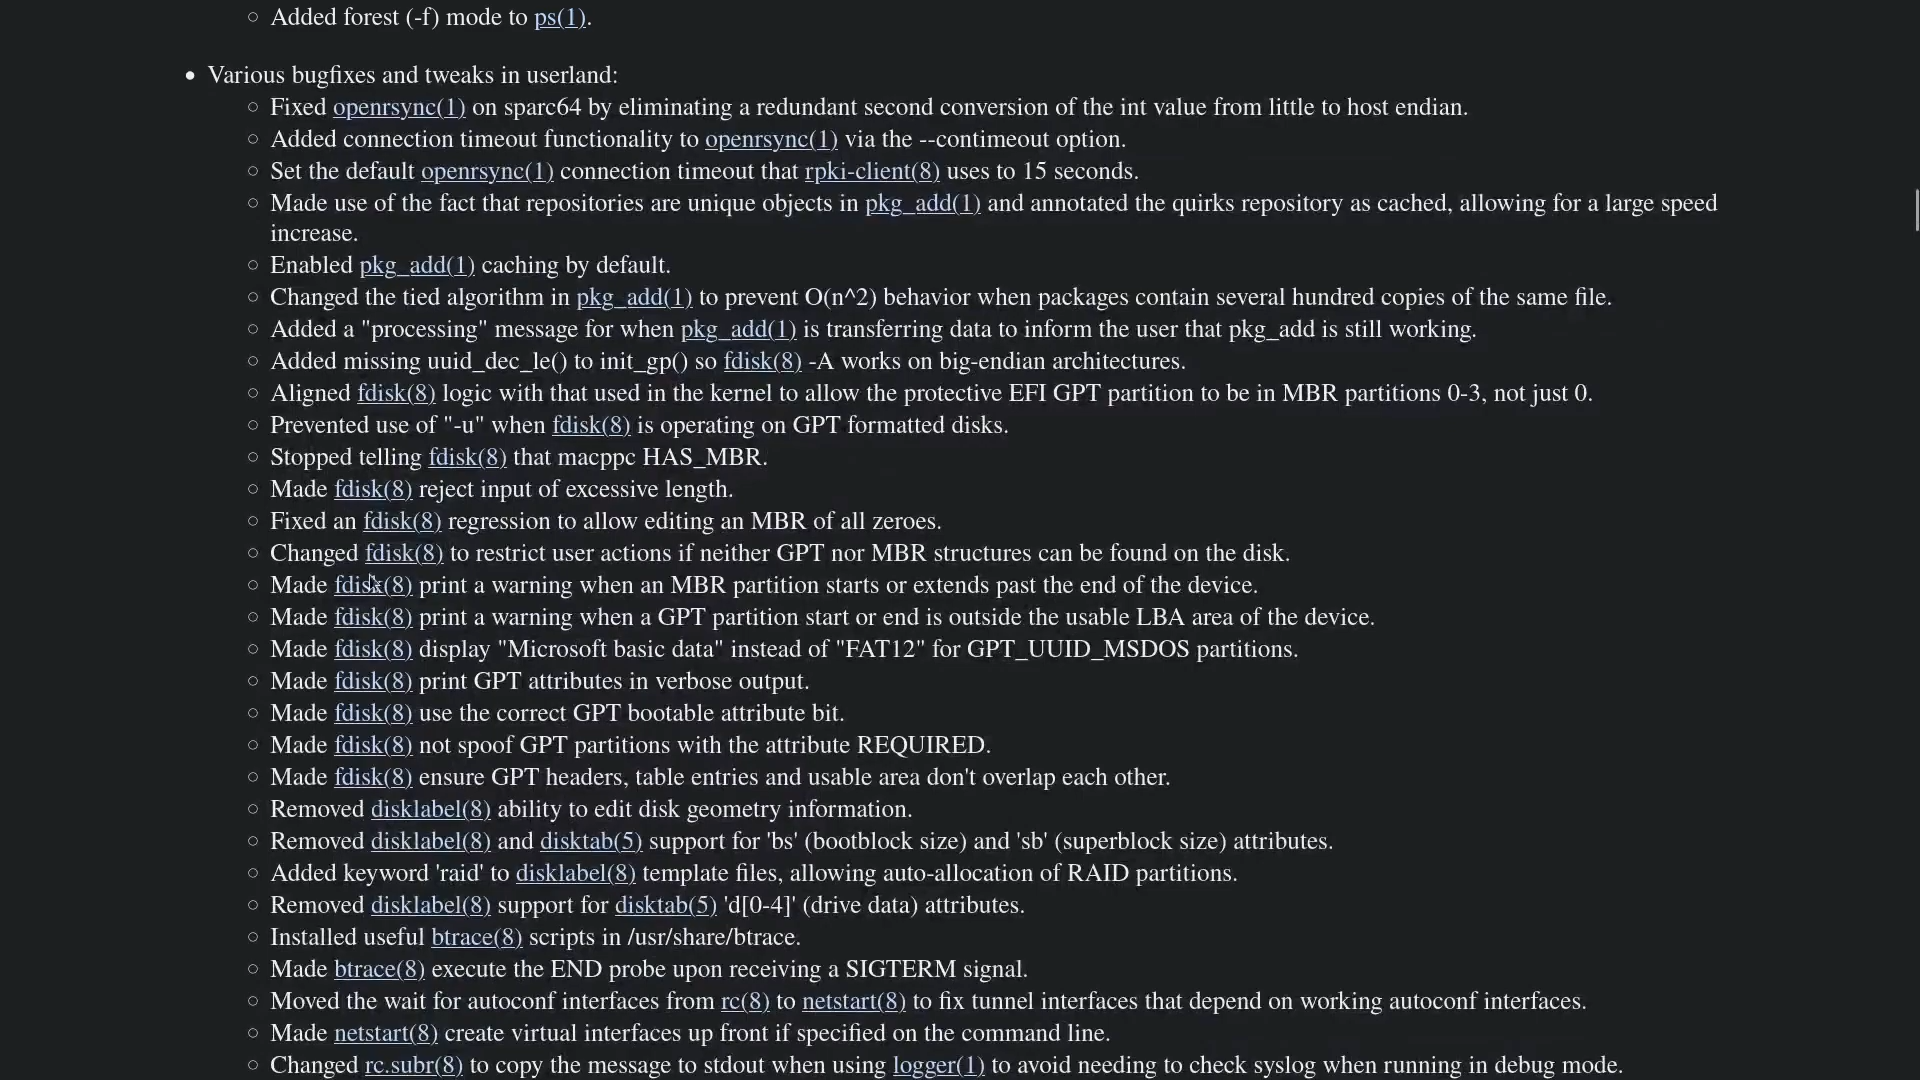 Added forest (-f) mode to ps(1).
Various bugfixes and tweaks in userland:
Fixed openrsync(1) on sparc64 by eliminating a redundant second conversion of the int value from little to host endian.
Added connection timeout functionality to openrsync(1) via the --contimeout option.
Set the default openrsync(1) connection timeout that rpki-client(8) uses to 15 seconds.
Made use of the fact that repositories are unique objects in pkg_add(1) and annotated the quirks repository as cached, allowing for a large speed
increase.
Enabled pkg_add(1) caching by default.
Changed the tied algorithm in pkg_add(1) to prevent O(n^2) behavior when packages contain several hundred copies of the same file.
Added a "processing" message for when pkg_add(1) is transferring data to inform the user that pkg_add is still working.
Added missing uuid_dec_le() to init_gp() so fdisk(8) -A works on big-endian architectures.
Aligned fdisk(8) logic with that used in the kernel to allow the protective EFI GPT partition to be in MBR partitions 0-3, not just 0.
Prevented use of "-u" when fdisk(8) is operating on GPT formatted disks.
Stopped telling fdisk(8) that macppc HAS_MBR.
Made fdisk(8) reject input of excessive length.
Fixed an fdisk(8) regression to allow editing an MBR of all zeroes.
Changed fdisk(8) to restrict user actions if neither GPT nor MBR structures can be found on the disk.
Made fdisk(8) print a warning when an MBR partition starts or extends past the end of the device.
Made fdisk(8) print a warning when a GPT partition start or end is outside the usable LBA area of the device.
Made fdisk(8) display "Microsoft basic data" instead of "FAT12" for GPT_UUID_MSDOS partitions.
Made fdisk(8) print GPT attributes in verbose output.
Made fdisk(8) use the correct GPT bootable attribute bit.
Made fdisk(8) not spoof GPT partitions with the attribute REQUIRED.
Made fdisk(8) ensure GPT headers, table entries and usable area don't overlap each other.
Removed disklabel(8) ability to edit disk geometry information.
Removed disklabel(8) and disktab(5) support for 'bs' (bootblock size) and 'sb' (superblock size) attributes.
Added keyword 'raid' to disklabel(8) template files, allowing auto-allocation of RAID partitions.
Removed disklabel(8) support for disktab(5) 'd[0-4]' (drive data) attributes.
Installed useful btrace(8) scripts in /usr/share/btrace.
Made btrace(8) execute the END probe upon receiving a SIGTERM signal.
Moved the wait for autoconf interfaces from rc(8) to netstart(8) to fix tunnel interfaces that depend on working autoconf interfaces.
Made netstart(8) create virtual interfaces up front if specified on the command line.
Changed rc.subr(8) to copy the message to stdout when using logger(1) to avoid needing to check syslog when running in debug mode.